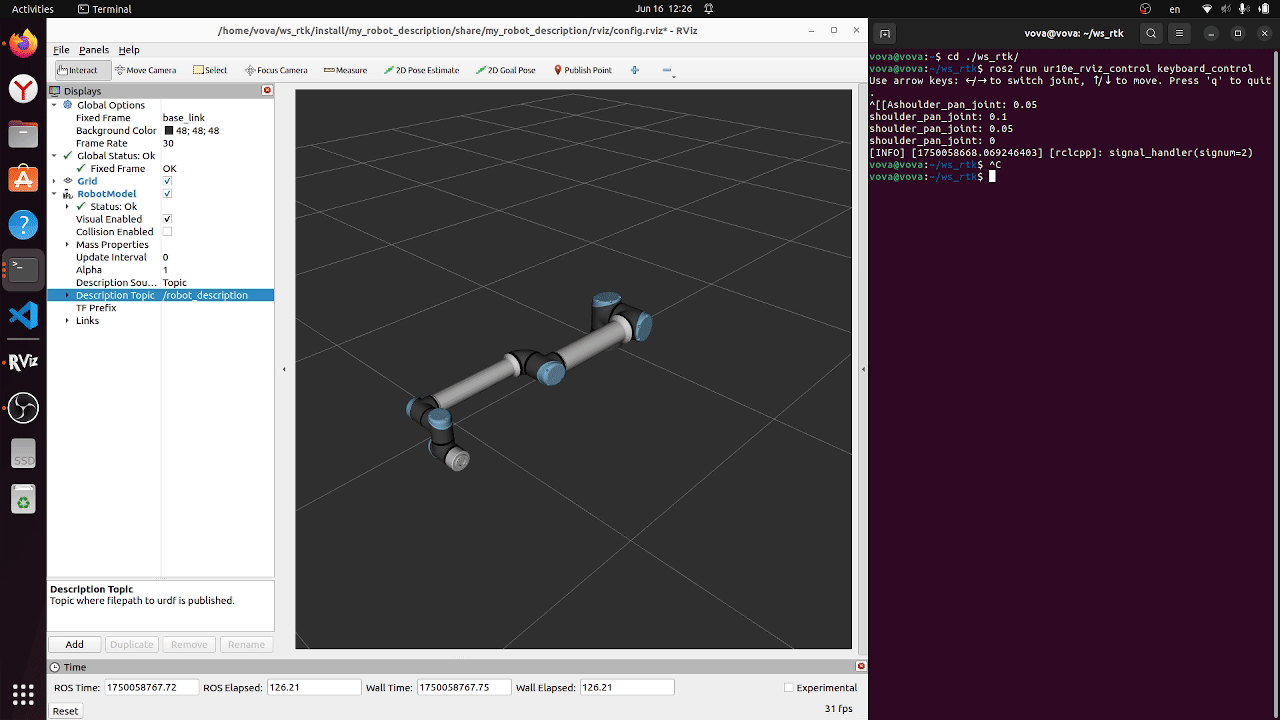 Activities
Terminal
Jun 16 12:26
en
/home/vova/ws_rtk/install/my_robot_description/share/my_robot_description/rviz/config.rviz* - RViz
File Panels Help
Interact Move Camera Select Focus Camera Measure 2D Pose Estimate 2D Goal Pose Publish Point
Displays
Global Options
Fixed Frame base_link
Background Color 48; 48; 48
Frame Rate 30
Global Status: Ok
Fixed Frame OK
Grid
RobotModel
Status: Ok
Visual Enabled
Collision Enabled
Mass Properties
Update Interval 0
Alpha 1
Description Sou... Topic
Description Topic /robot_description
TF Prefix
Links
Description Topic
Topic where filepath to urdf is published.
Add Duplicate Remove Rename
Time
ROS Time: 1750058767.72 ROS Elapsed: 126.21 Wall Time: 1750058767.75 Wall Elapsed: 126.21 Experimental
Reset
31 fps
RViz
SSD
vova@vova: ~/ws_rtk
vova@vova:~$ cd ./ws_rtk/
vova@vova:~/ws_rtk$ ros2 run ur10e_rviz_control keyboard_control
Use arrow keys: ←/→ to switch joint, ↑/↓ to move. Press 'q' to quit
.
^[[Ashoulder_pan_joint: 0.05
shoulder_pan_joint: 0.1
shoulder_pan_joint: 0.05
shoulder_pan_joint: 0
[INFO] [1750058668.069246403] [rclcpp]: signal_handler(signum=2)
vova@vova:~/ws_rtk$ ^C
vova@vova:~/ws_rtk$